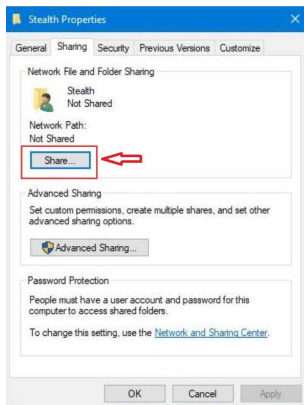 Stealth Properties
General Sharing Security Previous Versions Customize
Network File and Folder Sharing
Stealth
Not Shared
Network Path:
Not Shared
Share...
Advanced Sharing
Set custom permissions, create multiple shares, and set other
advanced sharing options.
Advanced Sharing...
Password Protection
People must have a user account and password for this
computer to access shared folders.
To change this setting, use the Network and Sharing Center.
OK Cancel Apply